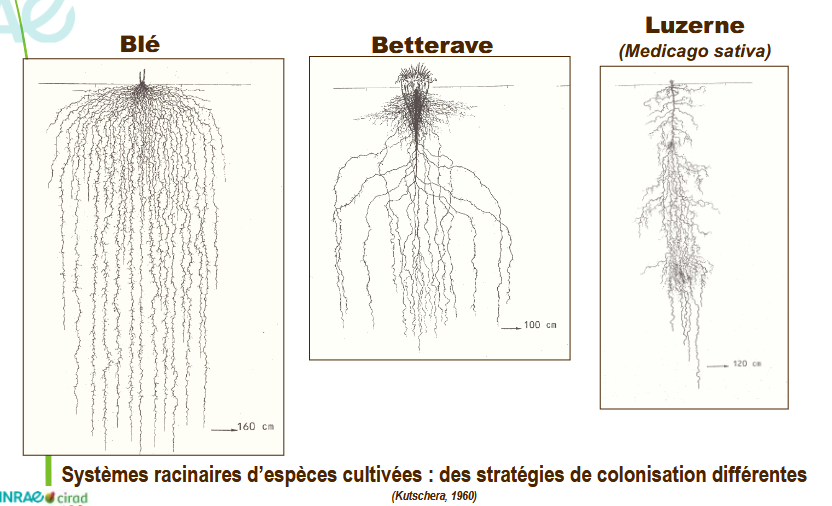 Blé
Betterave
Luzerne
(Medicago sativa)
160 cm
100 cm
120 cm
Systèmes racinaires d'espèces cultivées : des stratégies de colonisation différentes
(Kutschera, 1960)
INRAE cirad